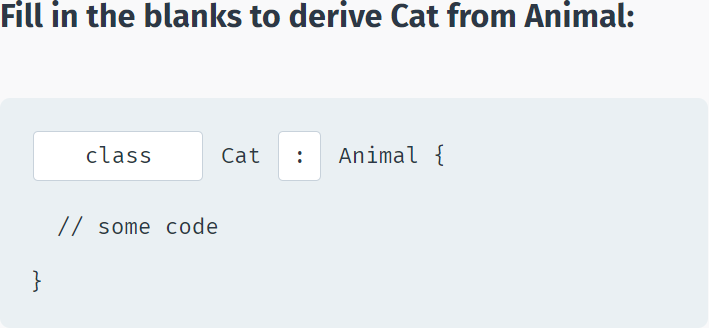 Fill in the blanks to derive Cat from Animal:
class Cat : Animal {
// some code
}